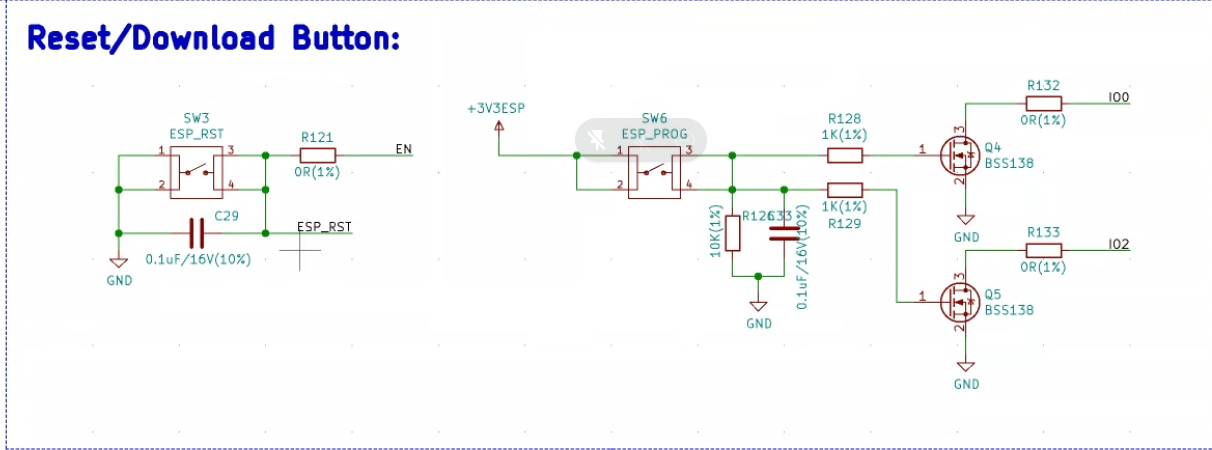 Reset/Download Button:
SW3
ESP_RST
1
3
2
4
R121
0R(1%)
EN
C29
0.1uF/16V(10%)
ESP_RST
GND
+3V3ESP
SW6
ESP_PROG
1
3
2
4
R128
1K(1%)
1K(1%)
R129
10K(1%)
C33
0.1uF/16V(10%)
GND
R132
0R(1%)
IO0
1
3
2
Q4
BSS138
GND
R133
0R(1%)
IO2
1
3
2
Q5
BSS138
GND